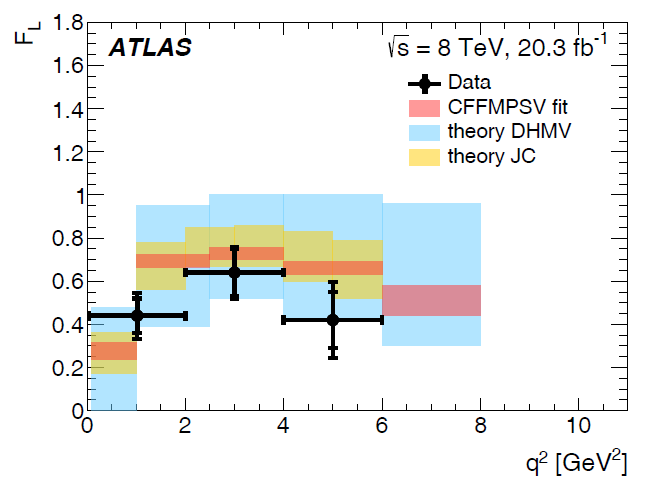 F_L
1.8
1.6
1.4
1.2
1
0.8
0.6
0.4
0.2
0
ATLAS
√s = 8 TeV, 20.3 fb⁻¹
Data
CFFMPSV fit
theory DHMV
theory JC
0 2 4 6 8 10
q² [GeV²]